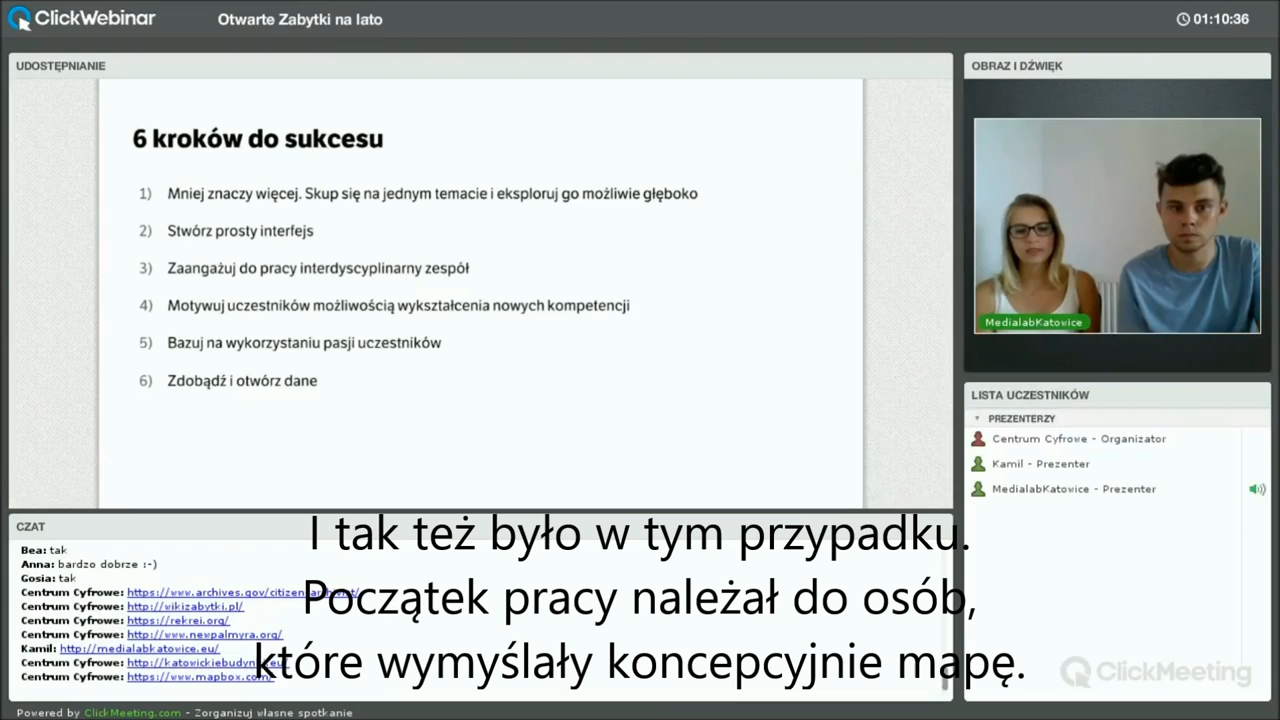 ClickWebinar
Otwarte Zabytki na lato
01:10:36
UDOSTĘPNIANIE
6 kroków do sukcesu
1) Mniej znaczy więcej. Skup się na jednym temacie i eksploruj go możliwie głęboko
2) Stwórz prosty interfejs
3) Zaangażuj do pracy interdyscyplinarny zespół
4) Motywuj uczestników możliwością wykształcenia nowych kompetencji
5) Bazuj na wykorzystaniu pasji uczestników
6) Zdobądź i otwórz dane
OBRAZ I DŹWIĘK
MedialabKatowice
LISTA UCZESTNIKÓW
PREZENTERZY
Centrum Cyfrowe - Organizator
Kamil - Prezenter
MedialabKatowice - Prezenter
CZAT
Bea: tak
Anna: bardzo dobrze :-)
Gosia: tak
Centrum Cyfrowe: https://www.archives.gov/citizen-archivist/
Centrum Cyfrowe: http://wikizabytki.pl/
Centrum Cyfrowe: https://rekrei.org/
Centrum Cyfrowe: http://www.newpalmyra.org/
Kamil: http://medialabkatowice.eu/
Centrum Cyfrowe: http://katowickiebudynki.eu/
Centrum Cyfrowe: https://www.mapbox.com/
I tak też było w tym przypadku.
Początek pracy należał do osób,
które wymyślały koncepcyjnie mapę.
ClickMeeting
Powered by ClickMeeting.com - Zorganizuj własne spotkanie